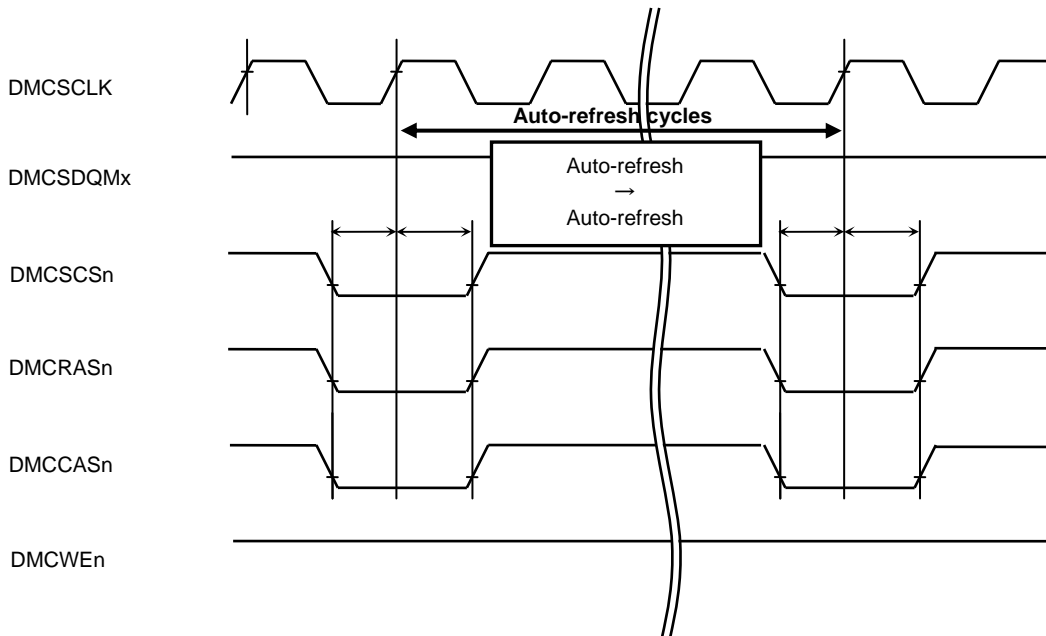 DMCSCLK
Auto-refresh cycles
DMCSDQMx
Auto-refresh
→
Auto-refresh
DMCSCSn
DMCRASn
DMCCASn
DMCWEn